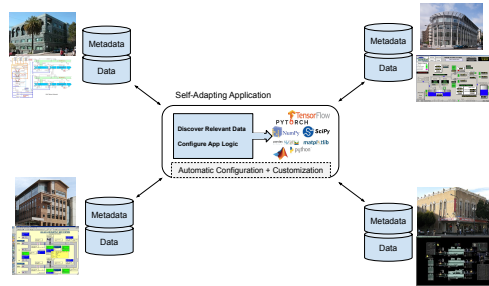 Metadata
Data
Metadata
Data
Self-Adapting Application
Discover Relevant Data
Configure App Logic
TensorFlow
PYTORCH
NumPy
SciPy
matplotlib
python
Automatic Configuration + Customization
Metadata
Data
Metadata
Data